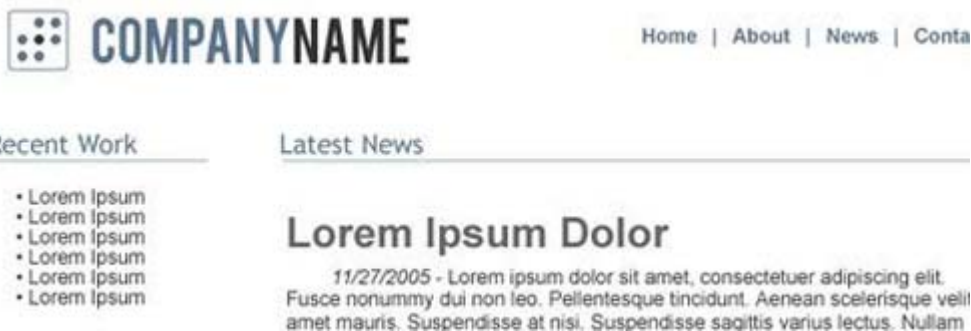 COMPANYNAME
Home | About | News | Conta
Recent Work
• Lorem Ipsum
• Lorem Ipsum
• Lorem Ipsum
• Lorem Ipsum
• Lorem Ipsum
• Lorem Ipsum
Latest News
Lorem Ipsum Dolor
11/27/2005 - Lorem ipsum dolor sit amet, consectetuer adipiscing elit.
Fusce nonummy dui non leo. Pellentesque tincidunt. Aenean scelerisque velit
amet mauris. Suspendisse at nisi. Suspendisse sagittis varius lectus. Nullam